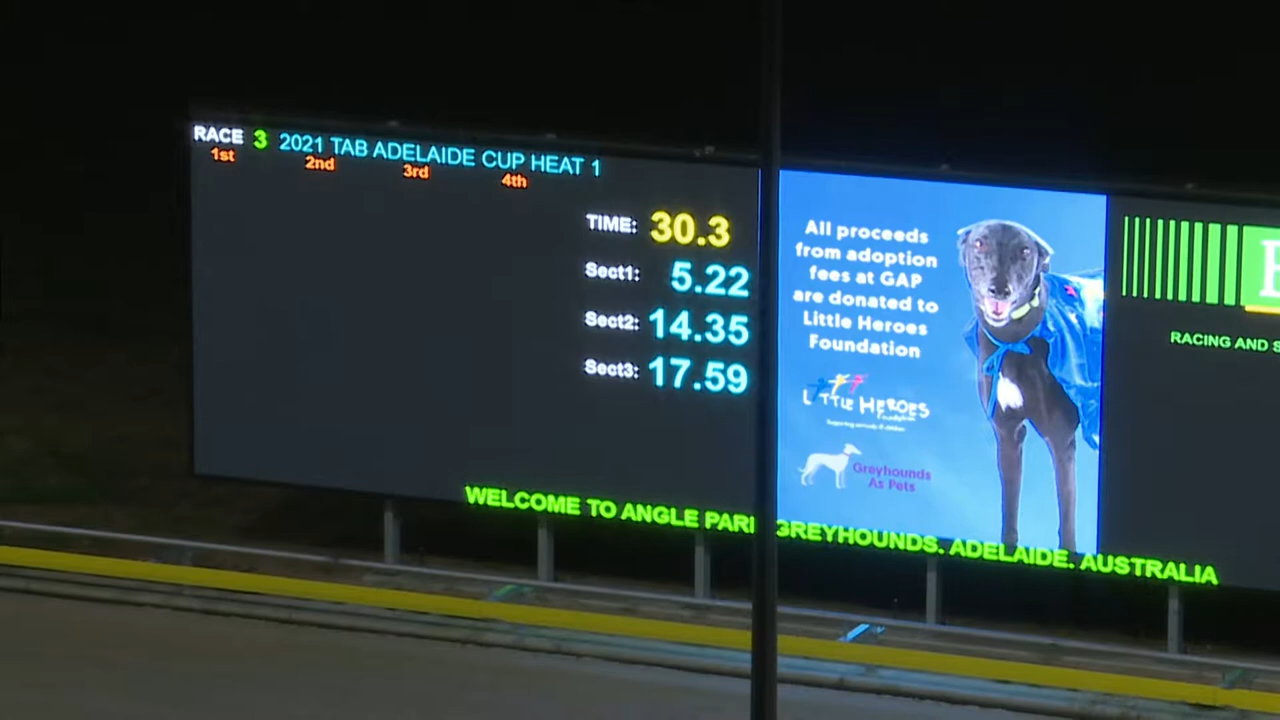 RACE 3 2021 TAB ADELAIDE CUP HEAT 1
1st 2nd 3rd 4th
TIME: 30.3
Sect1: 5.22
Sect2: 14.35
Sect3: 17.59
All proceeds
from adoption
fees at GAP
are donated to
Little Heroes
Foundation
LITTLE HEROES
Foundation
Greyhounds
As Pets
RACING AND S
WELCOME TO ANGLE PARK GREYHOUNDS. ADELAIDE. AUSTRALIA